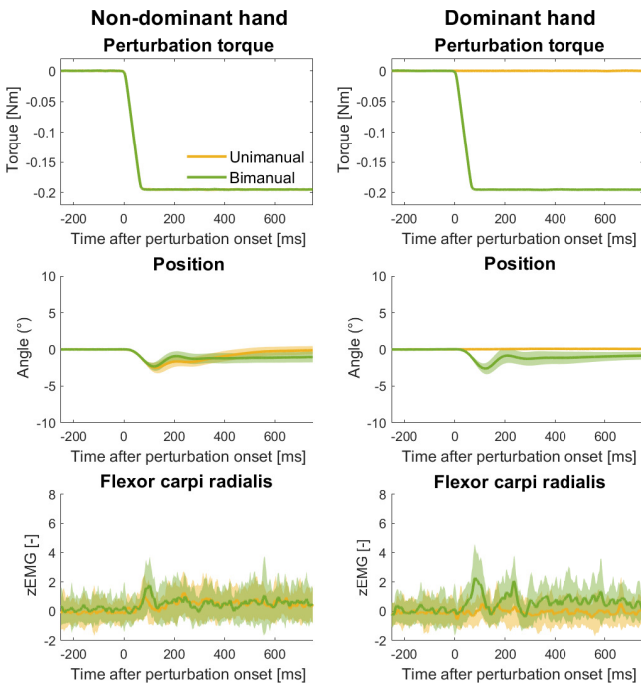 Non-dominant hand
Perturbation torque
0
-0.05
-0.1
-0.15
-0.2
Torque [Nm]
Unimanual
Bimanual
-200 0 200 400 600
Time after perturbation onset [ms]
Position
10
5
0
-5
-10
Angle (°)
-200 0 200 400 600
Time after perturbation onset [ms]
Flexor carpi radialis
8
6
4
2
0
-2
zEMG [-]
-200 0 200 400 600
Time after perturbation onset [ms]
Dominant hand
Perturbation torque
0
-0.05
-0.1
-0.15
-0.2
Torque [Nm]
-200 0 200 400 600
Time after perturbation onset [ms]
Position
10
5
0
-5
-10
Angle (°)
-200 0 200 400 600
Time after perturbation onset [ms]
Flexor carpi radialis
8
6
4
2
0
-2
zEMG [-]
-200 0 200 400 600
Time after perturbation onset [ms]